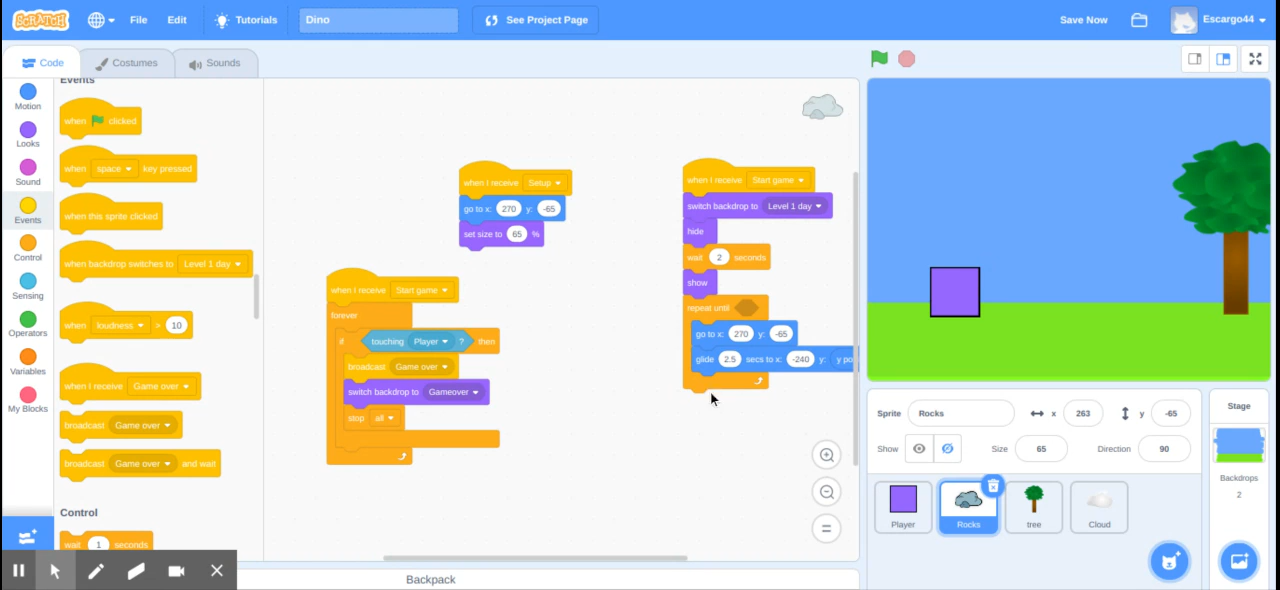 SCRATCH File Edit Tutorials Dino See Project Page Save Now Escargot44
Code Costumes Sounds
Motion
Looks
Sound
Events
Control
Sensing
Operators
Variables
My Blocks
Events
when clicked
when space key pressed
when this sprite clicked
when backdrop switches to Level 1 day
when loudness > 10
when I receive Game over
broadcast Game over
broadcast Game over and wait
Control
wait 1 seconds
when I receive Setup
go to x: 270 y: -65
set size to 65 %
when I receive Start game
forever
if touching Player ? then
broadcast Game over
switch backdrop to Gameover
stop all
when I receive Start game
switch backdrop to Level 1 day
hide
wait 2 seconds
show
repeat until
go to x: 270 y: -65
glide 2.5 secs to x: -240 y: y po
Backpack
Sprite Rocks x 263 y -65
Show Size 65 Direction 90
Player
Rocks
tree
Cloud
Stage
Backdrops
2